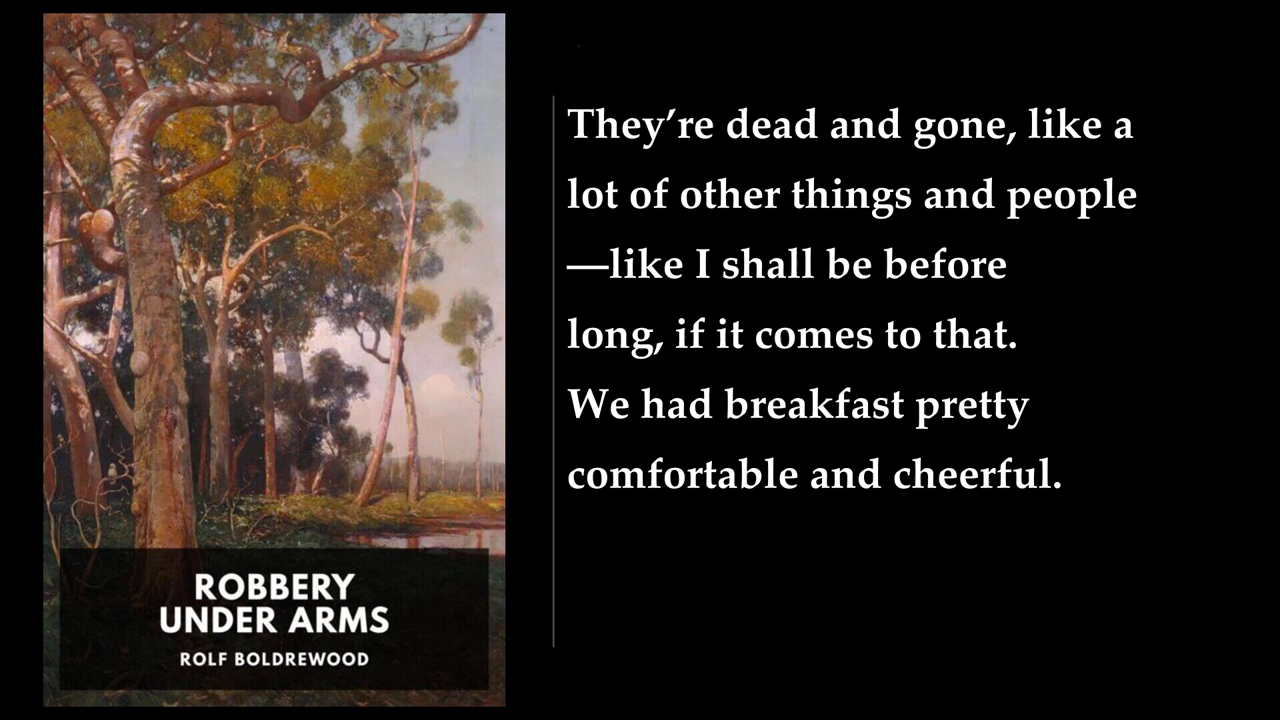 They’re dead and gone, like a
lot of other things and people
—like I shall be before
long, if it comes to that.
We had breakfast pretty
comfortable and cheerful.
ROBBERY
UNDER ARMS
ROLF BOLDREWOOD